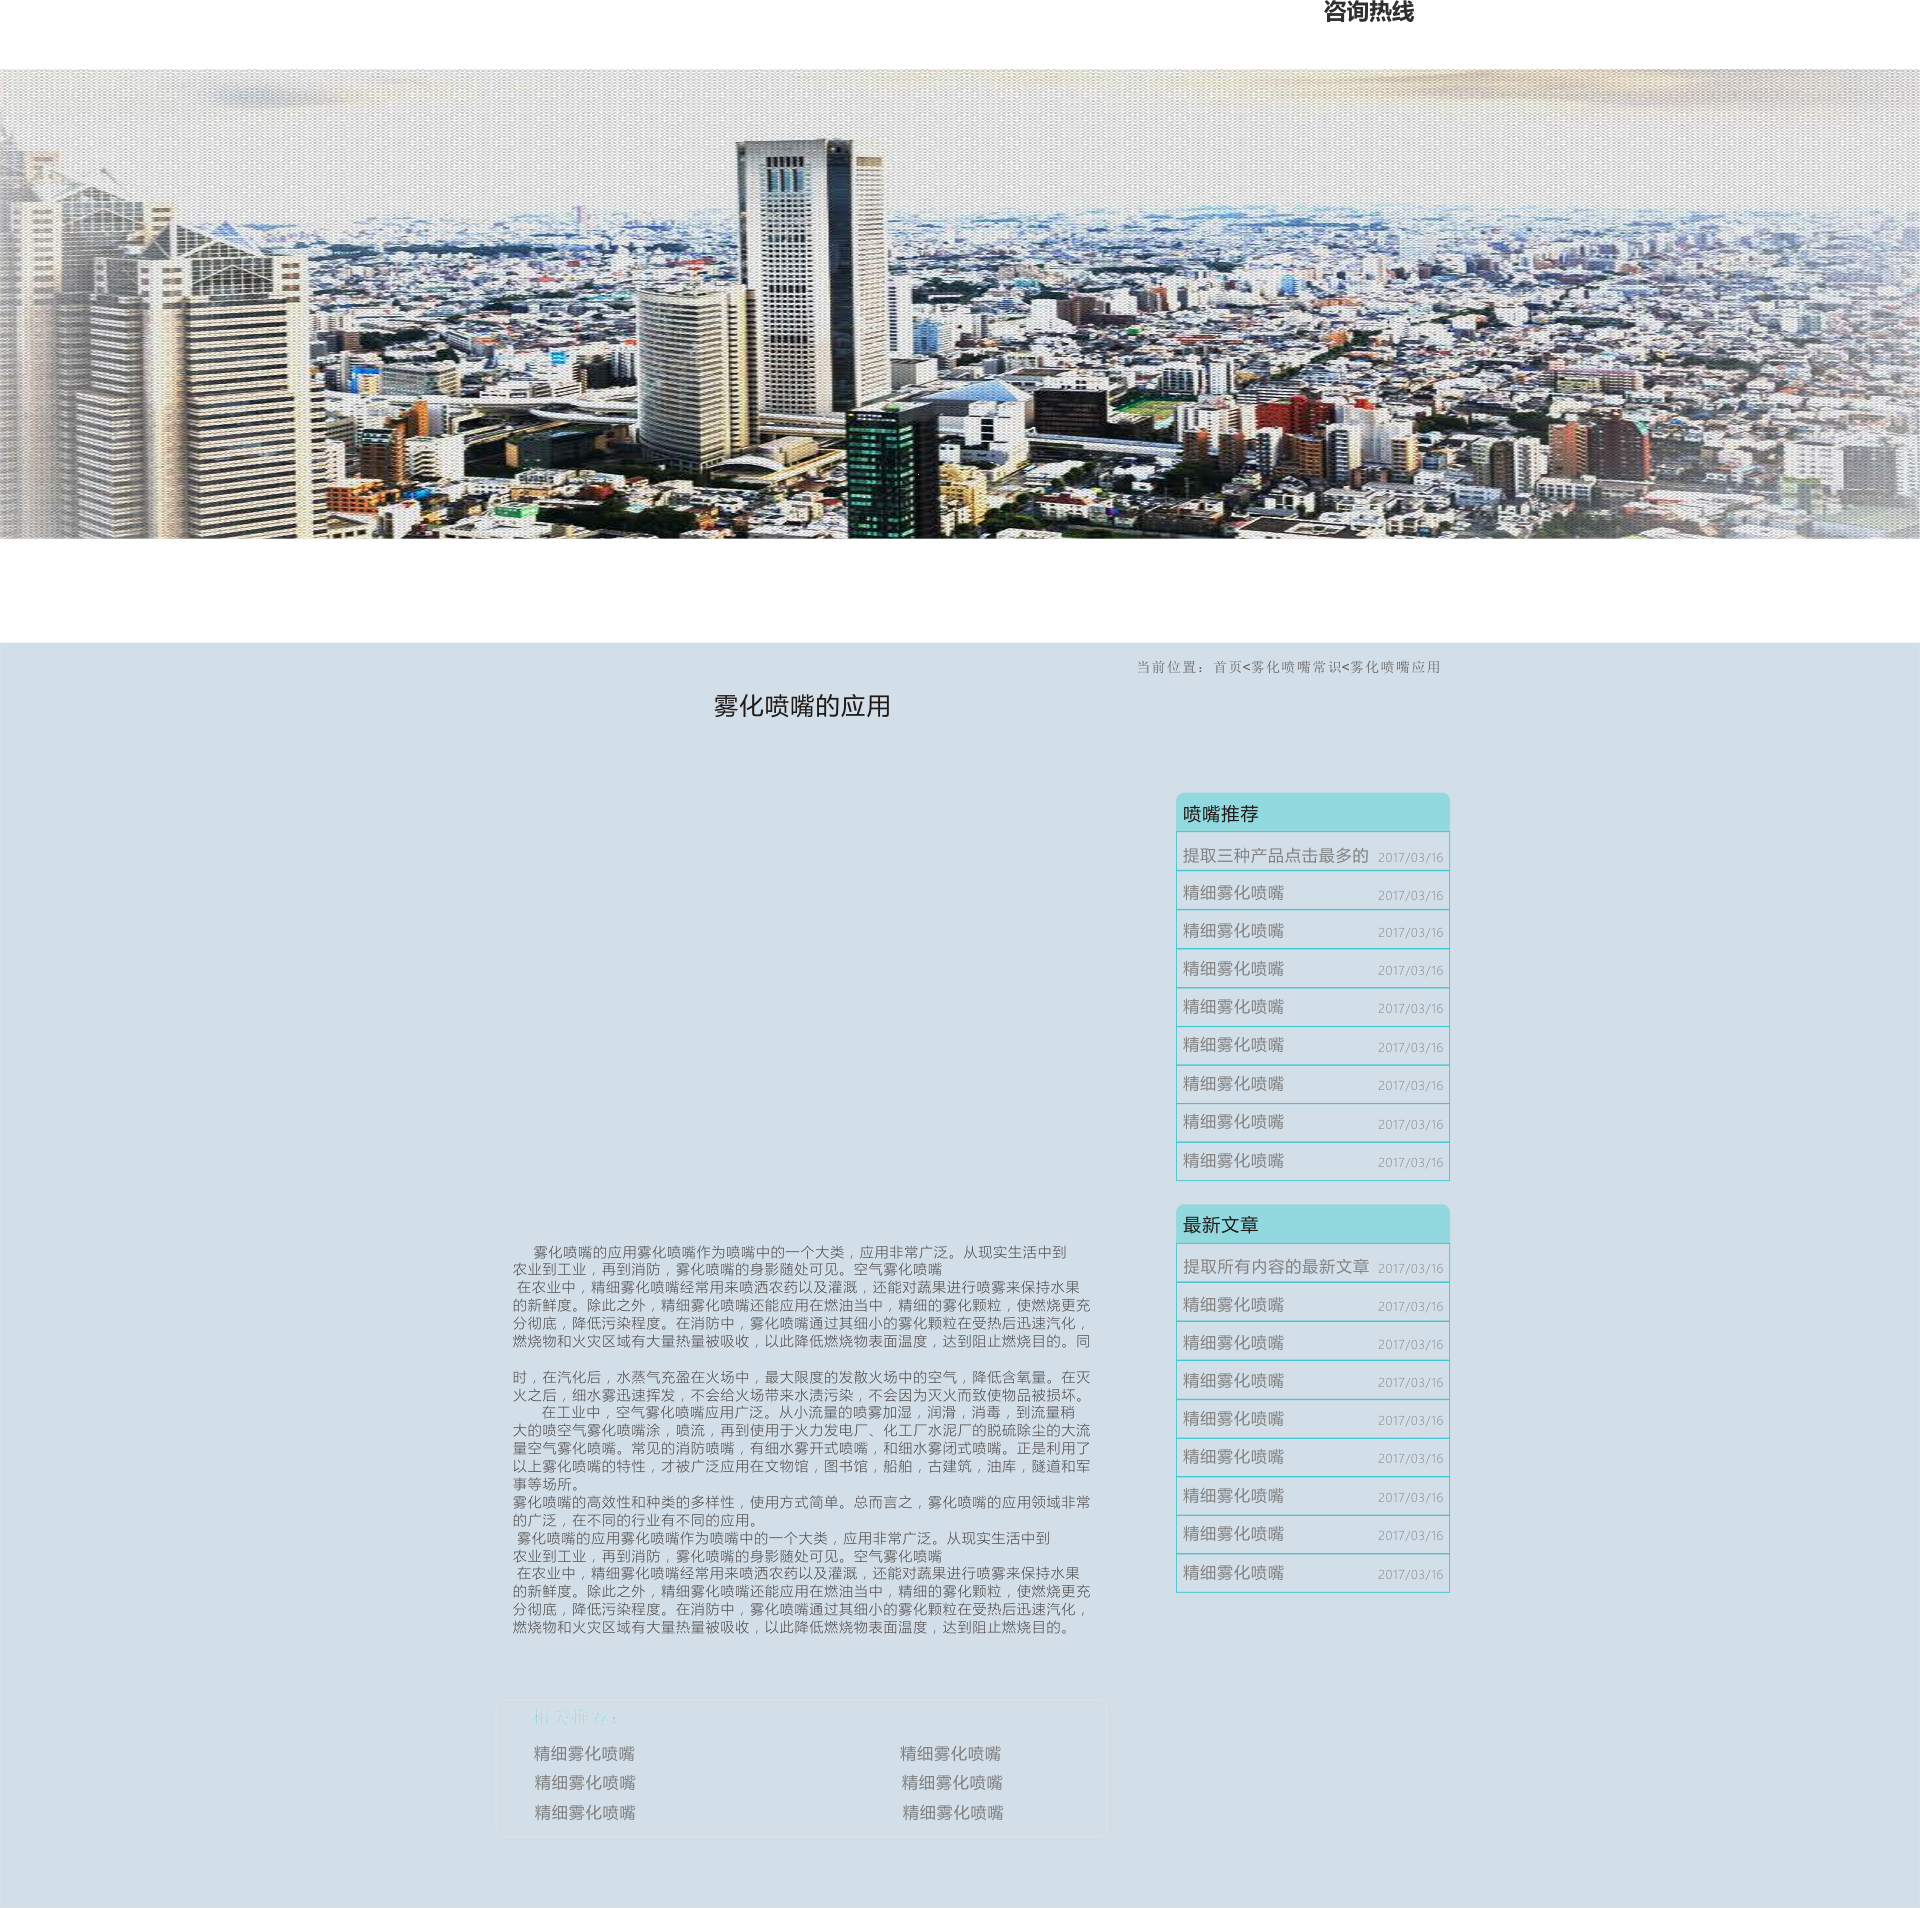 咨询热线
当前位置：首页<雾化喷嘴常识<雾化喷嘴应用
雾化喷嘴的应用
雾化喷嘴的应用雾化喷嘴作为喷嘴中的一个大类，应用非常广泛。从现实生活中到
农业到工业，再到消防，雾化喷嘴的身影随处可见。空气雾化喷嘴
在农业中，精细雾化喷嘴经常用来喷洒农药以及灌溉，还能对蔬果进行喷雾来保持水果
的新鲜度。除此之外，精细雾化喷嘴还能应用在燃油当中，精细的雾化颗粒，使燃烧更充
分彻底，降低污染程度。在消防中，雾化喷嘴通过其细小的雾化颗粒在受热后迅速汽化，
燃烧物和火灾区域有大量热量被吸收，以此降低燃烧物表面温度，达到阻止燃烧目的。同
时，在汽化后，水蒸气充盈在火场中，最大限度的发散火场中的空气，降低含氧量。在灭
火之后，细水雾迅速挥发，不会给火场带来水渍污染，不会因为灭火而致使物品被损坏。
在工业中，空气雾化喷嘴应用广泛。从小流量的喷雾加湿，润滑，消毒，到流量稍
大的喷空气雾化喷嘴涂，喷流，再到使用于火力发电厂、化工厂水泥厂的脱硫除尘的大流
量空气雾化喷嘴。常见的消防喷嘴，有细水雾开式喷嘴，和细水雾闭式喷嘴。正是利用了
以上雾化喷嘴的特性，才被广泛应用在文物馆，图书馆，船舶，古建筑，油库，隧道和军
事等场所。
雾化喷嘴的高效性和种类的多样性，使用方式简单。总而言之，雾化喷嘴的应用领域非常
的广泛，在不同的行业有不同的应用。
雾化喷嘴的应用雾化喷嘴作为喷嘴中的一个大类，应用非常广泛。从现实生活中到
农业到工业，再到消防，雾化喷嘴的身影随处可见。空气雾化喷嘴
在农业中，精细雾化喷嘴经常用来喷洒农药以及灌溉，还能对蔬果进行喷雾来保持水果
的新鲜度。除此之外，精细雾化喷嘴还能应用在燃油当中，精细的雾化颗粒，使燃烧更充
分彻底，降低污染程度。在消防中，雾化喷嘴通过其细小的雾化颗粒在受热后迅速汽化，
燃烧物和火灾区域有大量热量被吸收，以此降低燃烧物表面温度，达到阻止燃烧目的。
相关推荐：
精细雾化喷嘴 精细雾化喷嘴
精细雾化喷嘴 精细雾化喷嘴
精细雾化喷嘴 精细雾化喷嘴
喷嘴推荐
提取三种产品点击最多的 2017/03/16
精细雾化喷嘴 2017/03/16
精细雾化喷嘴 2017/03/16
精细雾化喷嘴 2017/03/16
精细雾化喷嘴 2017/03/16
精细雾化喷嘴 2017/03/16
精细雾化喷嘴 2017/03/16
精细雾化喷嘴 2017/03/16
精细雾化喷嘴 2017/03/16
最新文章
提取所有内容的最新文章 2017/03/16
精细雾化喷嘴 2017/03/16
精细雾化喷嘴 2017/03/16
精细雾化喷嘴 2017/03/16
精细雾化喷嘴 2017/03/16
精细雾化喷嘴 2017/03/16
精细雾化喷嘴 2017/03/16
精细雾化喷嘴 2017/03/16
精细雾化喷嘴 2017/03/16